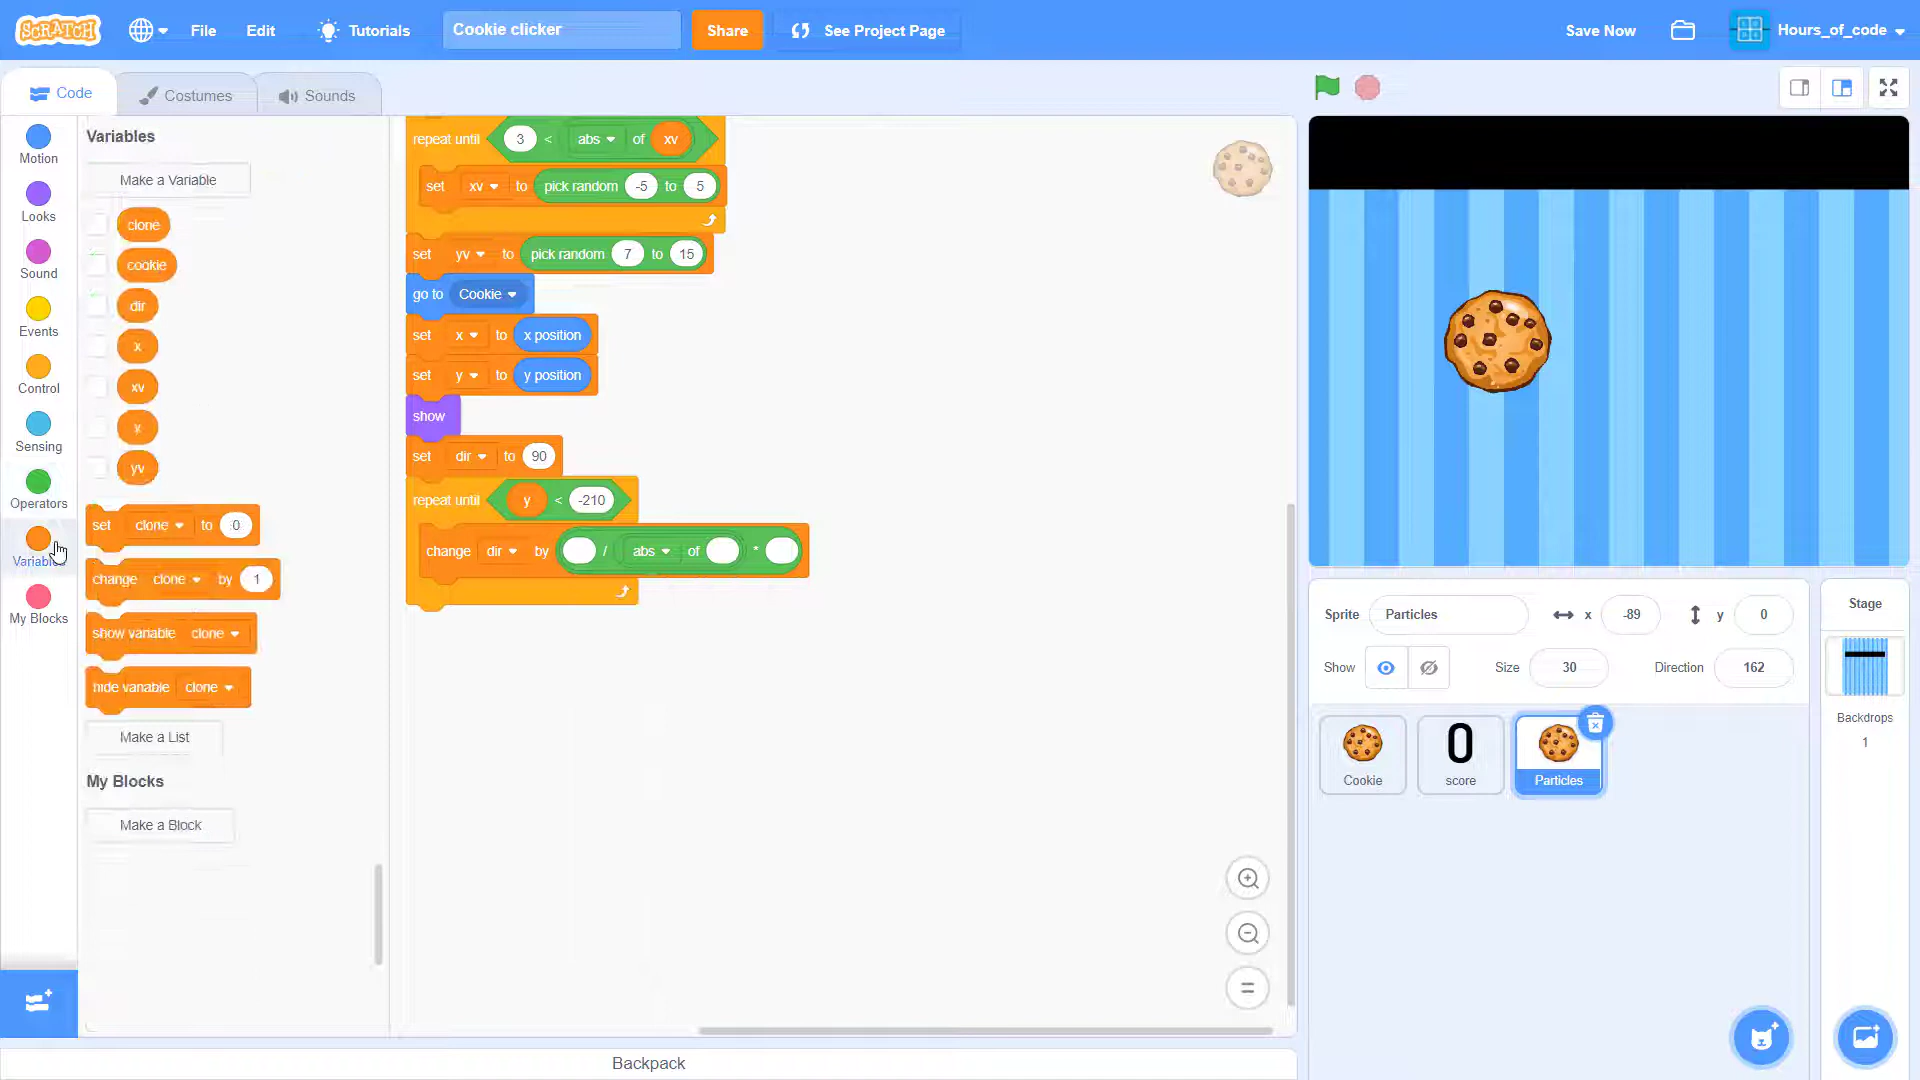 SCRATCH File Edit Tutorials Cookie clicker Share See Project Page Save Now Hours_of_code
Code Costumes Sounds
Motion
Looks
Sound
Events
Control
Sensing
Operators
Variables
My Blocks
Variables
Make a Variable
clone
cookie
dir
x
xv
y
yv
set clone to 0
change clone by 1
show variable clone
hide variable clone
Make a List
My Blocks
Make a Block
repeat until 3 < abs of xv
set xv to pick random -5 to 5
set yv to pick random 7 to 15
go to Cookie
set x to x position
set y to y position
show
set dir to 90
repeat until y < -210
change dir by / abs of *
Sprite Particles x -89 y 0
Show Size 30 Direction 162
Cookie
0
score
Particles
Stage
Backdrops
1
Backpack